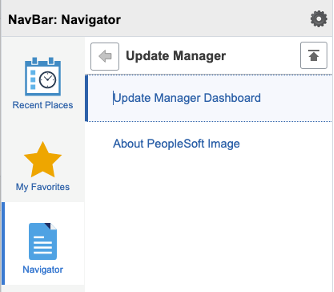 NavBar: Navigator
Recent Places
My Favorites
Navigator
Update Manager
Update Manager Dashboard
About PeopleSoft Image